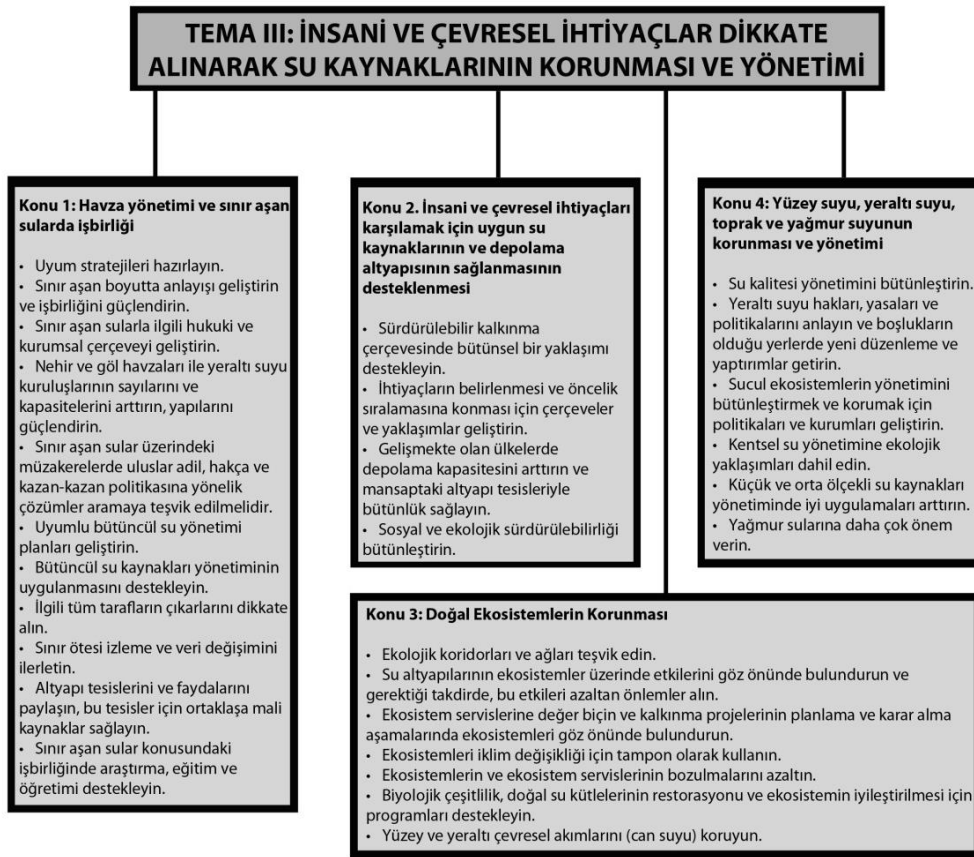 TEMA III: İNSANİ VE ÇEVRESEL İHTİYAÇLAR DİKKATE
ALINARAK SU KAYNAKLARININ KORUNMASI VE YÖNETİMİ
Konu 1: Havza yönetimi ve sınır aşan
sularda işbirliği
• Uyum stratejileri hazırlayın.
• Sınır aşan boyutta anlayışı geliştirin
ve işbirliğini güçlendirin.
• Sınır aşan sularla ilgili hukuki ve
kurumsal çerçeveyi geliştirin.
• Nehir ve göl havzaları ile yeraltı suyu
kuruluşlarının sayılarını ve
kapasitelerini arttırın, yapılarını
güçlendirin.
• Sınır aşan sular üzerindeki
müzakerelerde uluslar adil, hakça ve
kazan-kazan politikasına yönelik
çözümler aramaya teşvik edilmelidir.
• Uyumlu bütüncül su yönetimi
planları geliştirin.
• Bütüncül su kaynakları yönetiminin
uygulanmasını destekleyin.
• İlgili tüm tarafların çıkarlarını dikkate
alın.
• Sınır ötesi izleme ve veri değişimini
ilerletin.
• Altyapı tesislerini ve faydalarını
paylaşın, bu tesisler için ortaklaşa mali
kaynaklar sağlayın.
• Sınır aşan sular konusundaki
işbirliğinde araştırma, eğitim ve
öğretimi destekleyin.
Konu 2. İnsani ve çevresel ihtiyaçları
karşılamak için uygun su
kaynaklarının ve depolama
altyapısının sağlanmasının
desteklenmesi
• Sürdürülebilir kalkınma
çerçevesinde bütünsel bir yaklaşımı
destekleyin.
• İhtiyaçların belirlenmesi ve öncelik
sıralamasına konması için çerçeveler
ve yaklaşımlar geliştirin.
• Gelişmekte olan ülkelerde
depolama kapasitesini arttırın ve
mansaptaki altyapı tesisleriyle
bütünlük sağlayın.
• Sosyal ve ekolojik sürdürülebilirliği
bütünleştirin.
Konu 4: Yüzey suyu, yeraltı suyu,
toprak ve yağmur suyunun
korunması ve yönetimi
• Su kalitesi yönetimini bütünleştirin.
• Yeraltı suyu hakları, yasaları ve
politikalarını anlayın ve boşlukların
olduğu yerlerde yeni düzenleme ve
yaptırımlar getirin.
• Sucul ekosistemlerin yönetimini
bütünleştirmek ve korumak için
politikaları ve kurumları geliştirin.
• Kentsel su yönetimine ekolojik
yaklaşımları dahil edin.
• Küçük ve orta ölçekli su kaynakları
yönetiminde iyi uygulamaları arttırın.
• Yağmur sularına daha çok önem
verin.
Konu 3: Doğal Ekosistemlerin Korunması
• Ekolojik koridorları ve ağları teşvik edin.
• Su altyapılarının ekosistemler üzerinde etkilerini göz önünde bulundurun ve
gerektiği takdirde, bu etkileri azaltan önlemler alın.
• Ekosistem servislerine değer biçin ve kalkınma projelerinin planlama ve karar alma
aşamalarında ekosistemleri göz önünde bulundurun.
• Ekosistemleri iklim değişikliği için tampon olarak kullanın.
• Ekosistemlerin ve ekosistem servislerinin bozulmalarını azaltın.
• Biyolojik çeşitlilik, doğal su kütlelerinin restorasyonu ve ekosistemin iyileştirilmesi için
programları destekleyin.
• Yüzey ve yeraltı çevresel akımlarını (can suyu) koruyun.